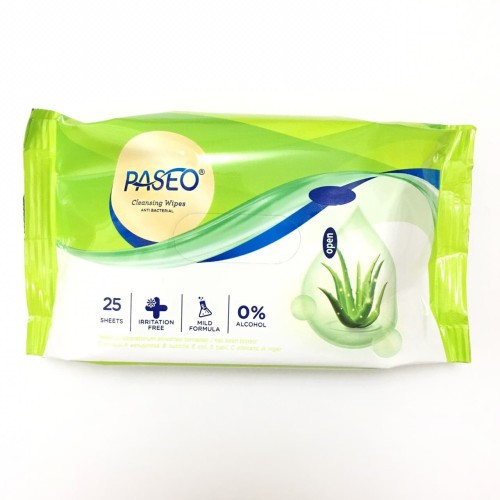 PASEO®
Cleansing Wipes
ANTI BACTERIAL
open
25
SHEETS
IRRITATION
FREE
MILD
FORMULA
0%
ALCOHOL